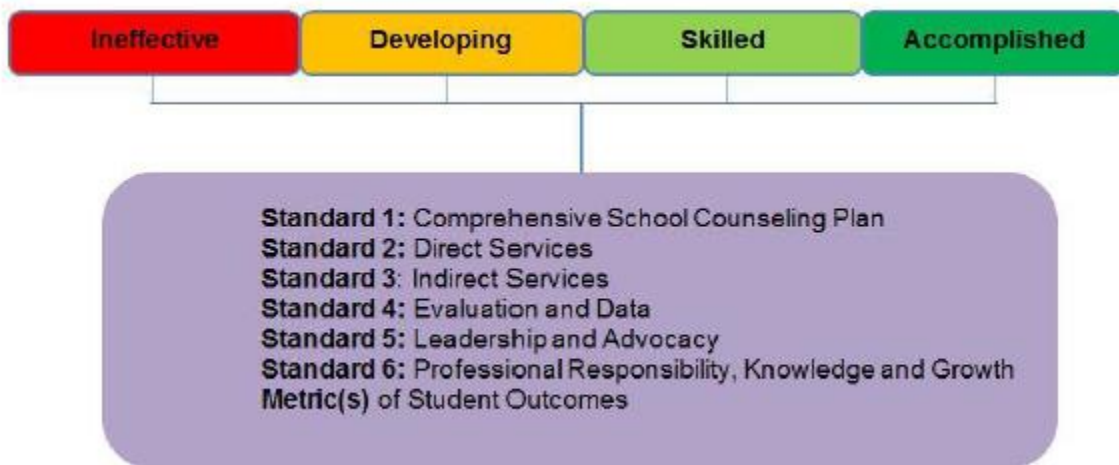 Ineffective Developing Skilled Accomplished
Standard 1: Comprehensive School Counseling Plan
Standard 2: Direct Services
Standard 3: Indirect Services
Standard 4: Evaluation and Data
Standard 5: Leadership and Advocacy
Standard 6: Professional Responsibility, Knowledge and Growth
Metric(s) of Student Outcomes